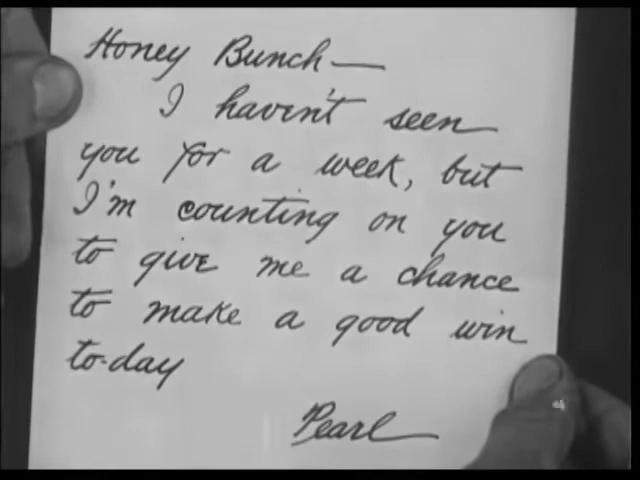 Honey Bunch—
I haven't seen
you for a week, but
I'm counting on you
to give me a chance
to make a good win
to-day
Pearl